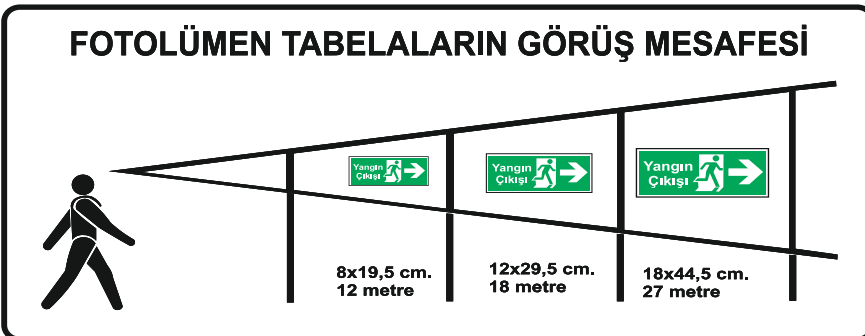 FOTOLÜMEN TABELALARIN GÖRÜŞ MESAFESİ
Yangın
Çıkışı
Yangın
Çıkışı
Yangın
Çıkışı
8x19,5 cm.
12 metre
12x29,5 cm.
18 metre
18x44,5 cm.
27 metre